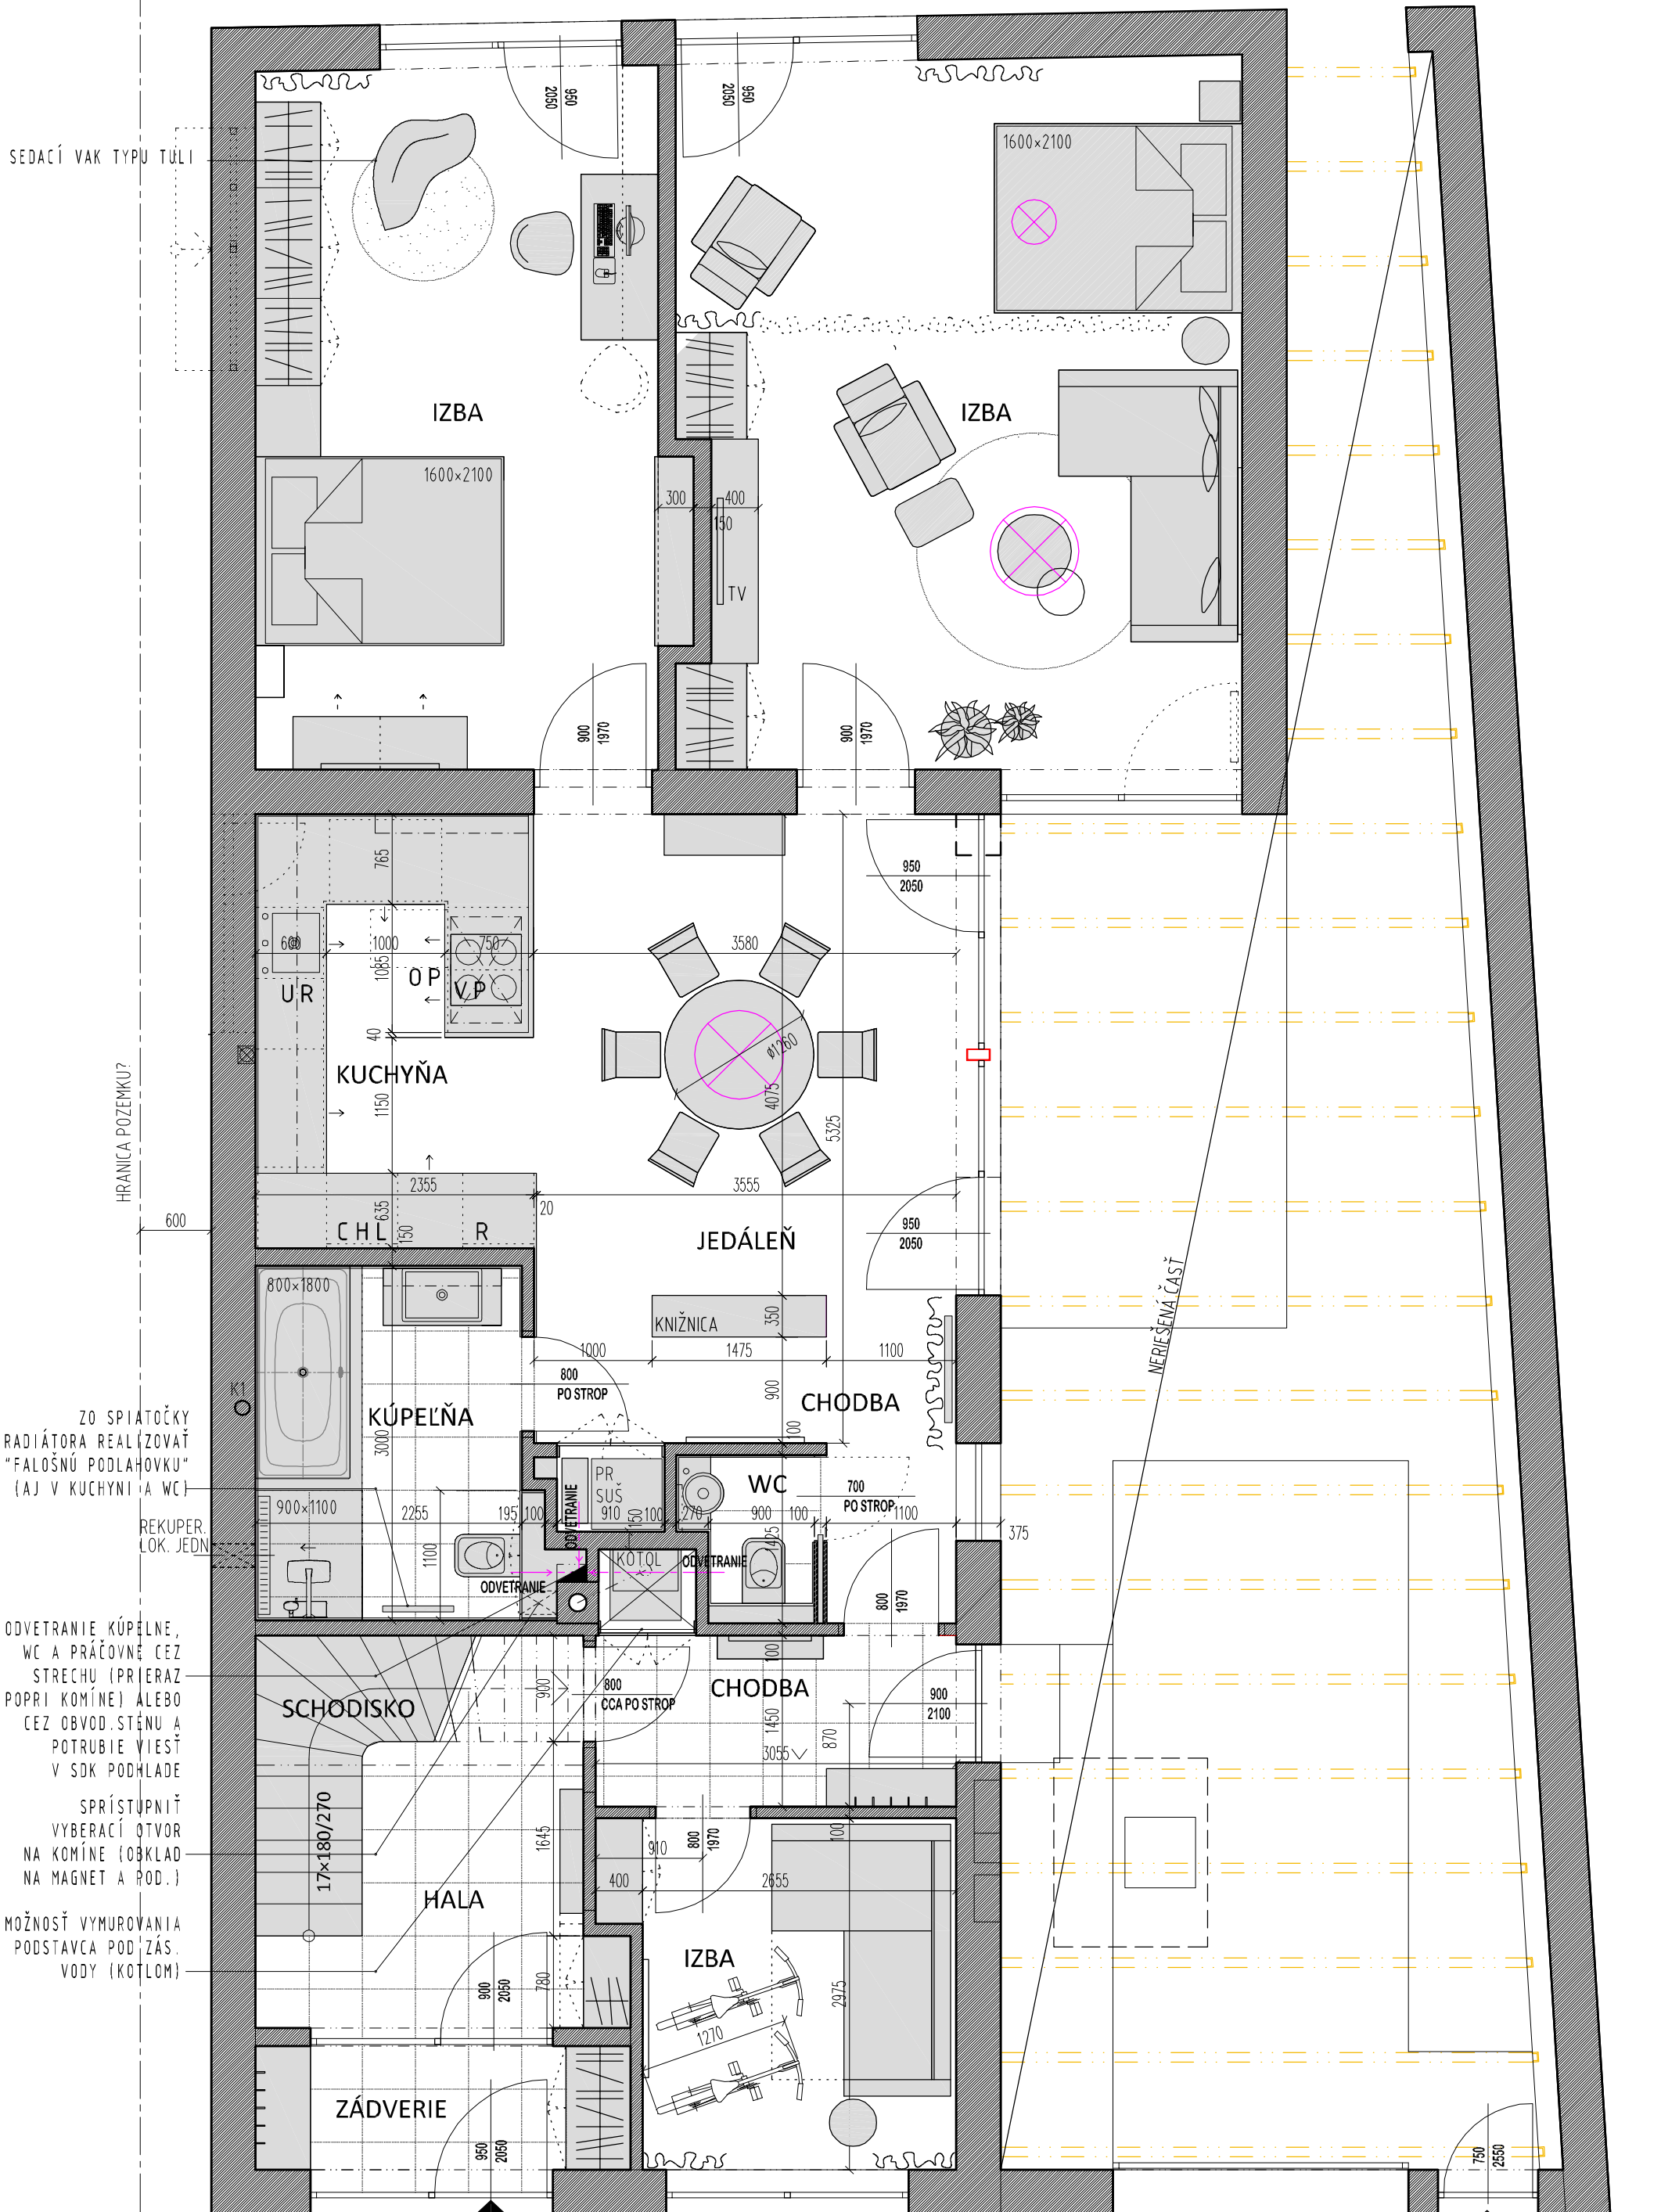 950
2050
950
2050
SEDACÍ VAK TYPU TULI
1600×2100
IZBA
IZBA
1600×2100
300
400
150
TV
900
1970
900
1970
765
950
2050
600
1000
750
3580
1085
OP
VP
UR
40
ø1260
KUCHYŇA
4075
5325
1150
HRANICA POZEMKU?
2355
3555
20
600
635
150
CHL
R
950
2050
JEDÁLEŇ
NERIEŠENÁ ČASŤ
800×1800
KNIŽNICA
350
1000
1475
1100
800
PO STROP
900
K1
CHODBA
KÚPEĽŇA
3000
100
ZO SPIATOČKY
RADIÁTORA REALIZOVAŤ
"FALOŠNÚ PODLAHOVKU"
(AJ V KUCHYNI A WC)
PR
SUŠ
WC
700
PO STROP
900×1100
2255
195
100
910
100
270
900
100
1100
375
150
1425
ODVETRANIE
REKUPER.
LOK. JEDN.
1100
KOTOL
ODVETRANIE
ODVETRANIE
800
1970
ODVETRANIE KÚPEĽNE,
WC A PRÁČOVNE CEZ
STRECHU (PRIERAZ
POPRI KOMÍNE) ALEBO
CEZ OBVOD.STENU A
POTRUBIE VIESŤ
V SDK PODHLADE
100
900
800
CCA PO STROP
CHODBA
900
2100
SCHODISKO
1450
870
3055
SPRÍSTUPNIŤ
VYBERACÍ OTVOR
NA KOMÍNE (OBKLAD
NA MAGNET A POD.)
17×180/270
1645
910
800
1970
100
400
2655
HALA
MOŽNOSŤ VYMUROVANIA
PODSTAVCA POD ZÁS.
VODY (KOTLOM)
IZBA
900
2050
780
2975
1270
ZÁDVERIE
950
2050
750
2550